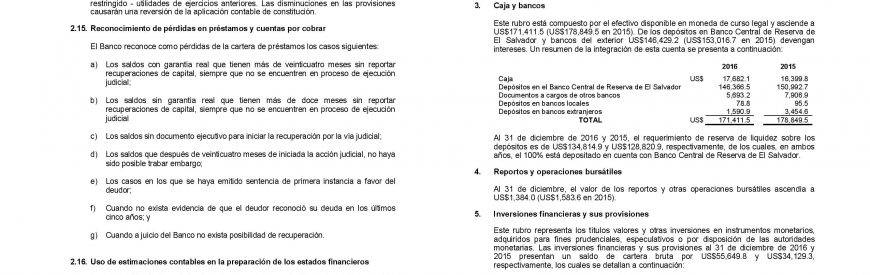 restringido - utilidades de ejercicios anteriores. Las disminuciones en las provisiones
causarán una reversión de la aplicación contable de constitución.
2.15. Reconocimiento de pérdidas en préstamos y cuentas por cobrar
El Banco reconoce como pérdidas de la cartera de préstamos los casos siguientes:
a) Los saldos con garantía real que tienen más de veinticuatro meses sin reportar
recuperaciones de capital, siempre que no se encuentren en proceso de ejecución
judicial;
b) Los saldos sin garantía real que tienen más de doce meses sin reportar
recuperaciones de capital, siempre que no se encuentren en proceso de ejecución
judicial
c) Los saldos sin documento ejecutivo para iniciar la recuperación por la vía judicial;
d) Los saldos que después de veinticuatro meses de iniciada la acción judicial, no haya
sido posible trabar embargo;
e) Los casos en los que se haya emitido sentencia de primera instancia a favor del
deudor;
f) Cuando no exista evidencia de que el deudor reconoció su deuda en los últimos
cinco años; y
g) Cuando a juicio del Banco no exista posibilidad de recuperación.
2.16. Uso de estimaciones contables en la preparación de los estados financieros
3. Caja y bancos
Este rubro está compuesto por el efectivo disponible en moneda de curso legal y asciende a
US$171,411.5 (US$178,849.5 en 2015). De los depósitos en Banco Central de Reserva de
El Salvador y bancos del exterior US$146,429.2 (US$153,016.7 en 2015) devengan
intereses. Un resumen de la integración de esta cuenta se presenta a continuación:
2016 2015
Caja US$ 17,682.1 16,399.8
Depósitos en el Banco Central de Reserva de El Salvador 146,366.5 150,992.7
Documentos a cargos de otros bancos 5,693.2 7,906.9
Depósitos en bancos locales 78.8 95.5
Depósitos en bancos extranjeros 1,590.9 3,454.6
TOTAL US$ 171,411.5 178,849.5
Al 31 de diciembre de 2016 y 2015, el requerimiento de reserva de liquidez sobre los
depósitos es de US$134,814.9 y US$128,820.9, respectivamente, de los cuales, en ambos
años, el 100% está depositado en cuenta con Banco Central de Reserva de El Salvador.
4. Reportos y operaciones bursátiles
Al 31 de diciembre, el valor de los reportos y otras operaciones bursátiles ascendía a
US$1,384.0 (US$1,583.6 en 2015).
5. Inversiones financieras y sus provisiones
Este rubro representa los títulos valores y otras inversiones en instrumentos monetarios,
adquiridos para fines prudenciales, especulativos o por disposición de las autoridades
monetarias. Las inversiones financieras y sus provisiones al 31 de diciembre de 2016 y
2015 presentan un saldo de cartera bruta por US$55,649.8 y US$34,129.3,
respectivamente, los cuales se detallan a continuación: